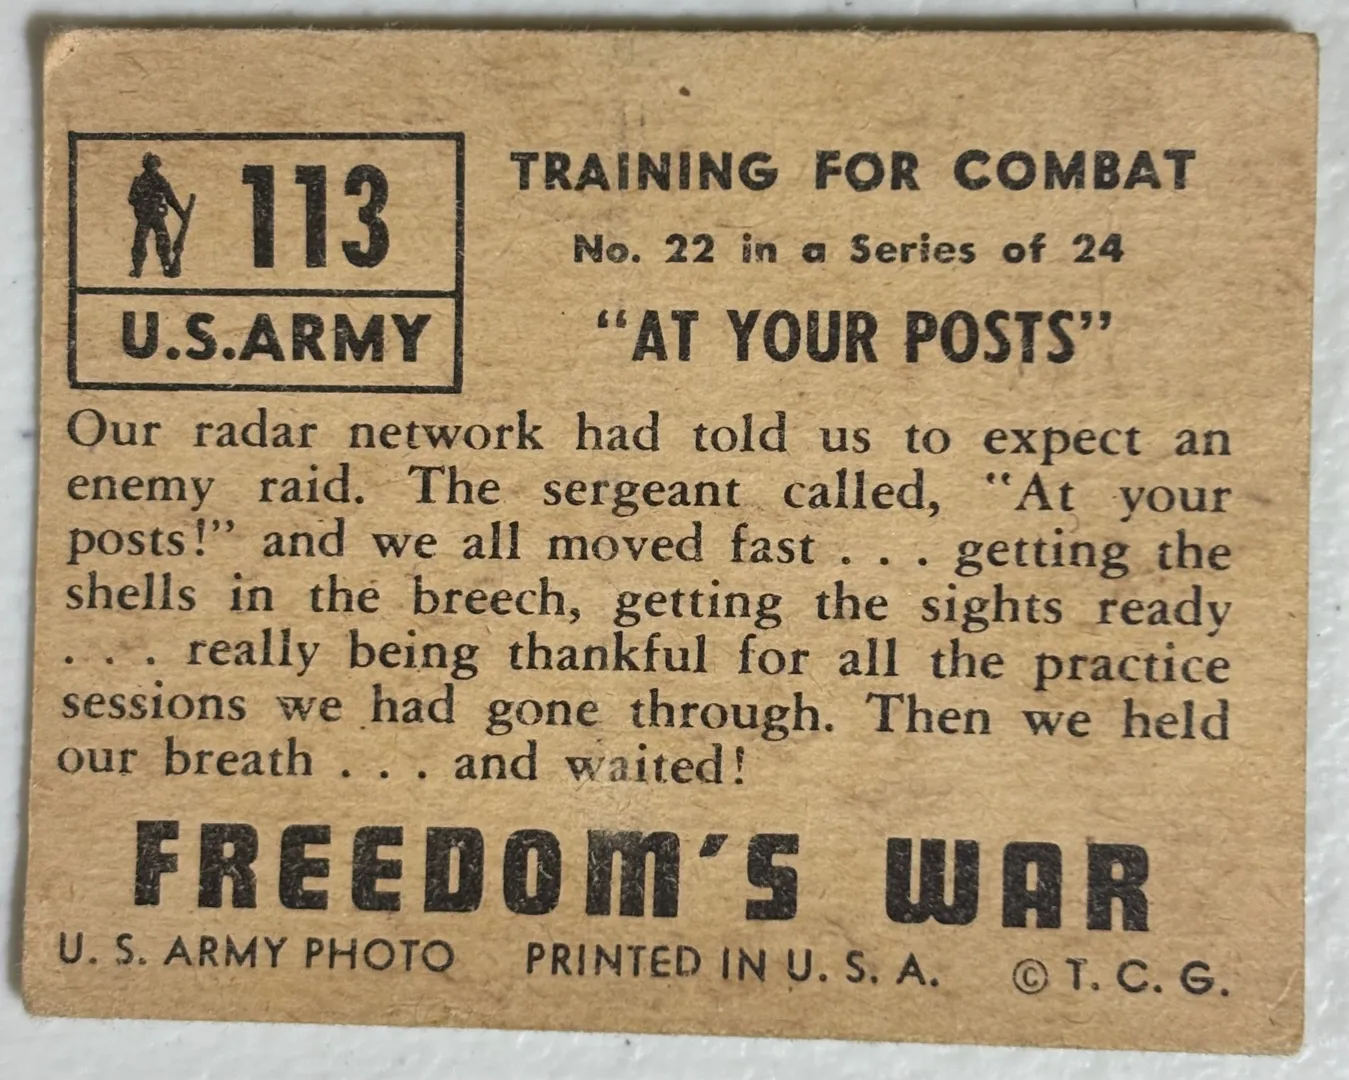 113
U.S.ARMY
TRAINING FOR COMBAT
No. 22 in a Series of 24
“AT YOUR POSTS”
Our radar network had told us to expect an
enemy raid. The sergeant called, “At your
posts!” and we all moved fast . . . getting the
shells in the breech, getting the sights ready
. . . really being thankful for all the practice
sessions we had gone through. Then we held
our breath . . . and waited!
FREEDOM’S WAR
U. S. ARMY PHOTO PRINTED IN U. S. A. © T. C. G.